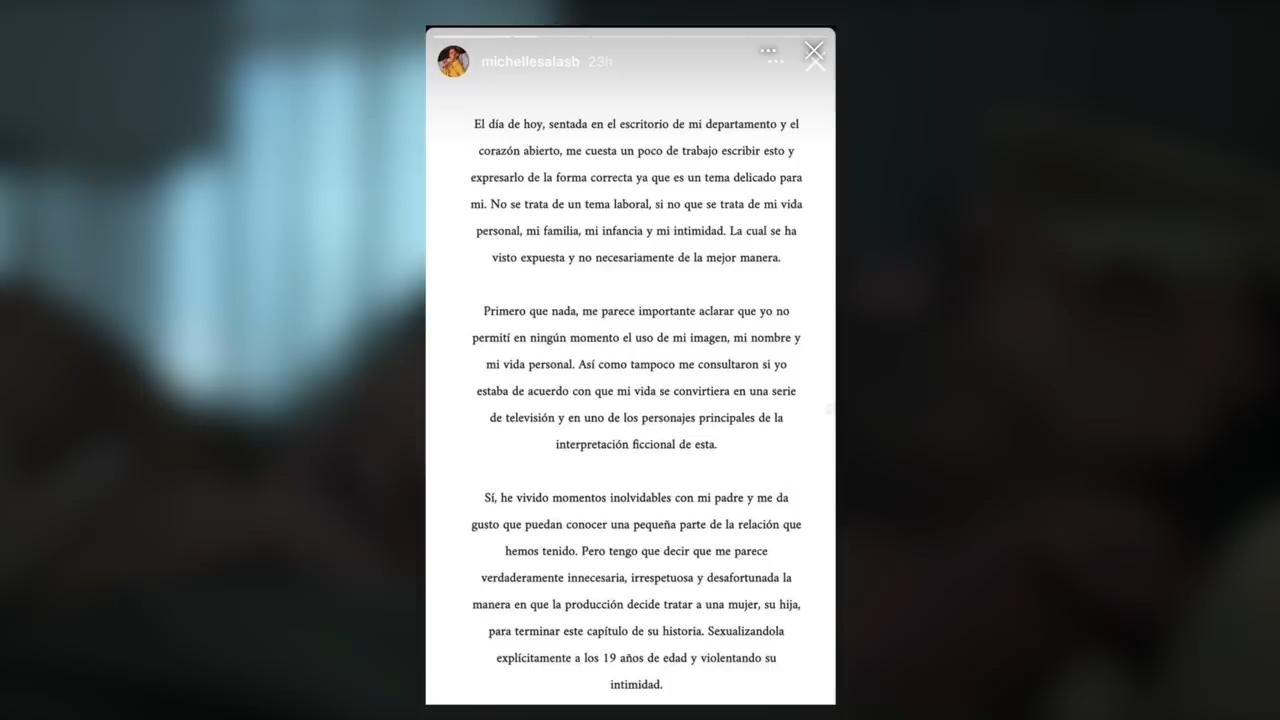 michellesalasb 23h
El día de hoy, sentada en el escritorio de mi departamento y el
corazón abierto, me cuesta un poco de trabajo escribir esto y
expresarlo de la forma correcta ya que es un tema delicado para
mi. No se trata de un tema laboral, si no que se trata de mi vida
personal, mi familia, mi infancia y mi intimidad. La cual se ha
visto expuesta y no necesariamente de la mejor manera.
Primero que nada, me parece importante aclarar que yo no
permití en ningún momento el uso de mi imagen, mi nombre y
mi vida personal. Así como tampoco me consultaron si yo
estaba de acuerdo con que mi vida se convirtiera en una serie
de televisión y en uno de los personajes principales de la
interpretación ficcional de esta.
Sí, he vivido momentos inolvidables con mi padre y me da
gusto que puedan conocer una pequeña parte de la relación que
hemos tenido. Pero tengo que decir que me parece
verdaderamente innecesaria, irrespetuosa y desafortunada la
manera en que la producción decide tratar a una mujer, su hija,
para terminar este capítulo de su historia. Sexualizandola
explícitamente a los 19 años de edad y violentando su
intimidad.